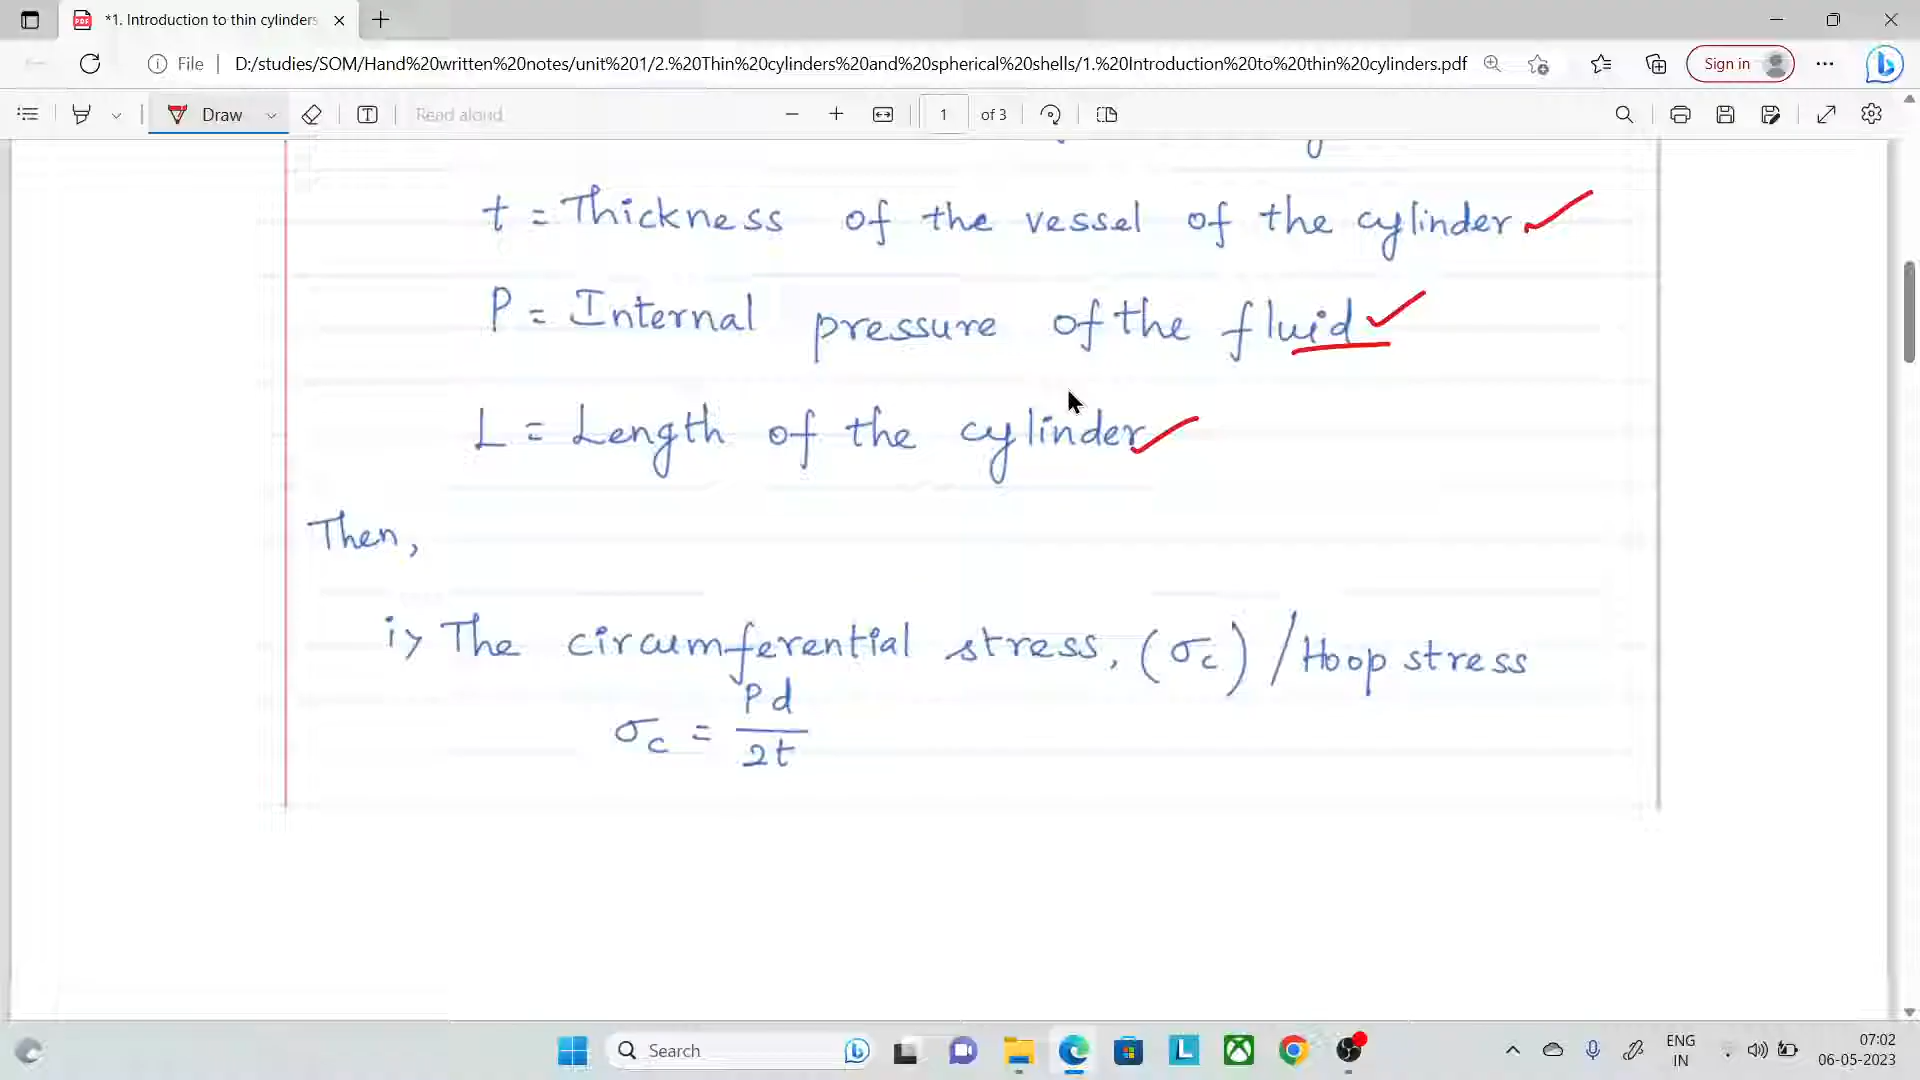 *1. Introduction to thin cylinders
File
D:/studies/SOM/Hand%20written%20notes/unit%201/2.%20Thin%20cylinders%20and%20spherical%20shells/1.%20Introduction%20to%20thin%20cylinders.pdf
Sign in
Draw
Read aloud
1 of 3
t = Thickness of the vessel of the cylinder
P = Internal pressure of the fluid
L = Length of the cylinder
Then,
i> The circumferential stress, (σc) / Hoop stress
σc = Pd/2t
Search
ENG
IN
07:02
06-05-2023